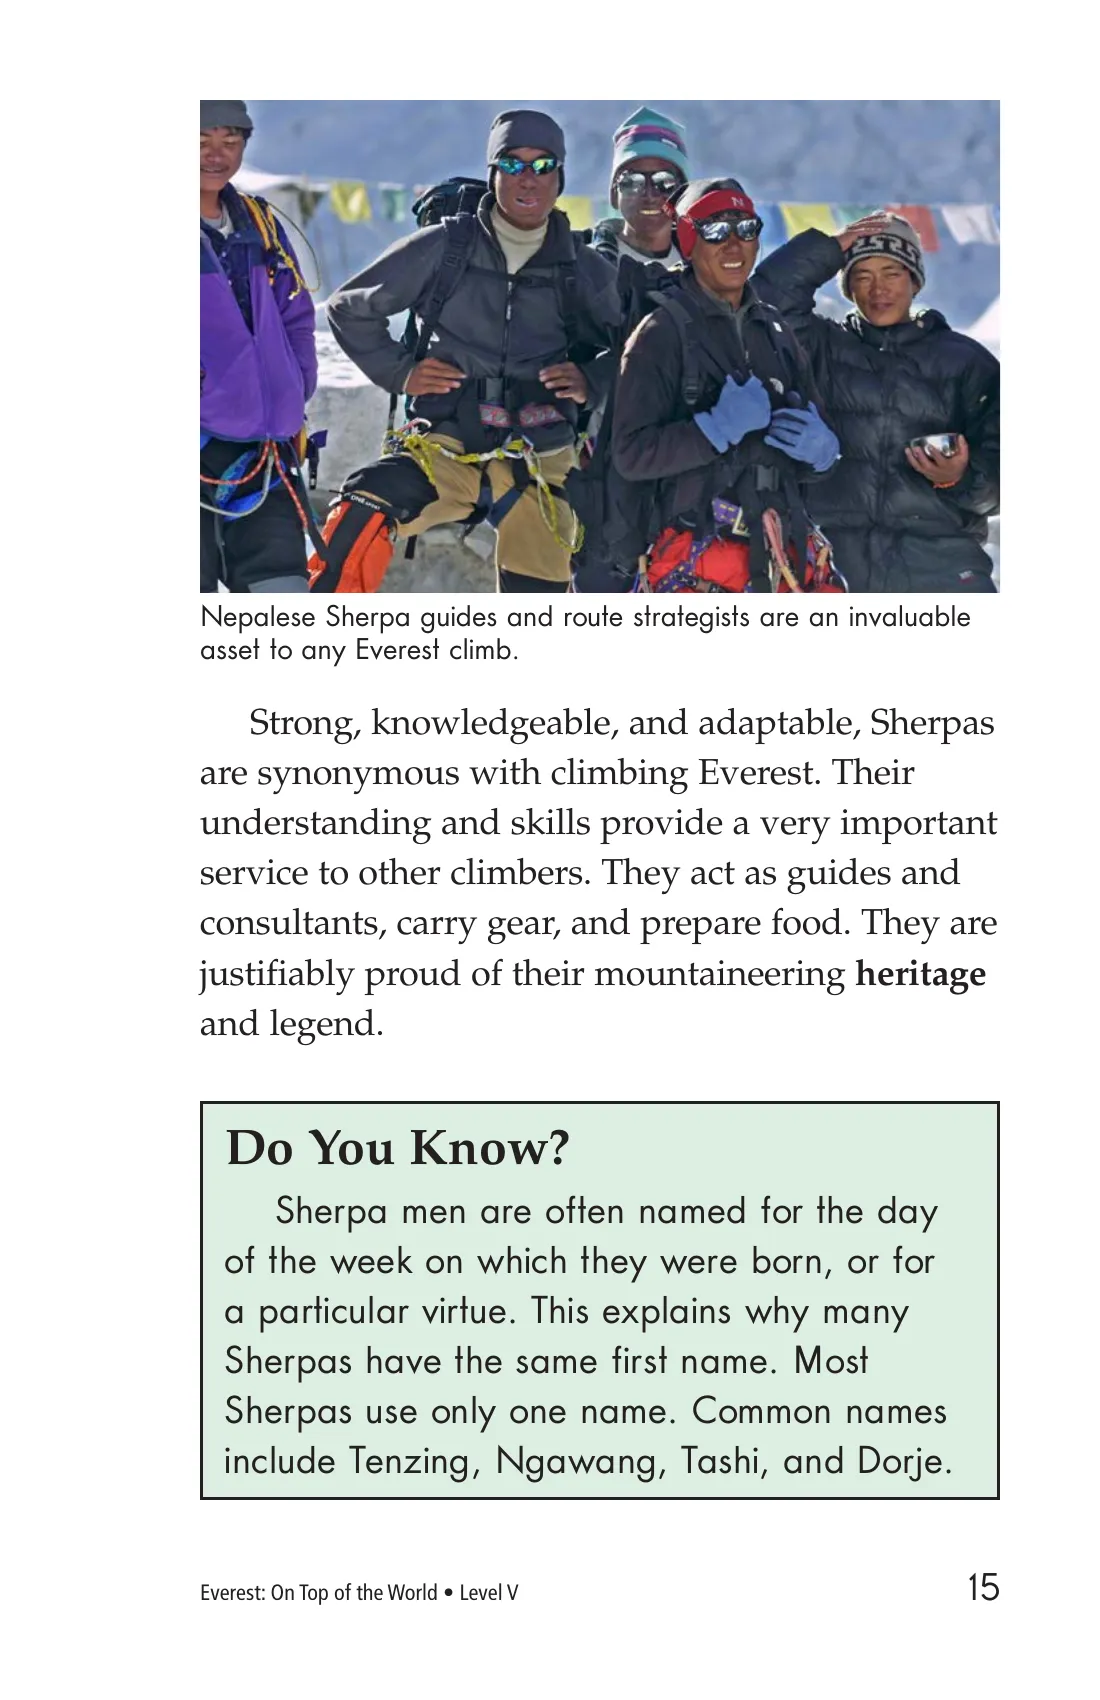 N
ONE SPORT
Nepalese Sherpa guides and route strategists are an invaluable
asset to any Everest climb.
Strong, knowledgeable, and adaptable, Sherpas
are synonymous with climbing Everest. Their
understanding and skills provide a very important
service to other climbers. They act as guides and
consultants, carry gear, and prepare food. They are
justifiably proud of their mountaineering heritage
and legend.
Do You Know?
Sherpa men are often named for the day
of the week on which they were born, or for
a particular virtue. This explains why many
Sherpas have the same first name. Most
Sherpas use only one name. Common names
include Tenzing, Ngawang, Tashi, and Dorje.
Everest: On Top of the World • Level V
15